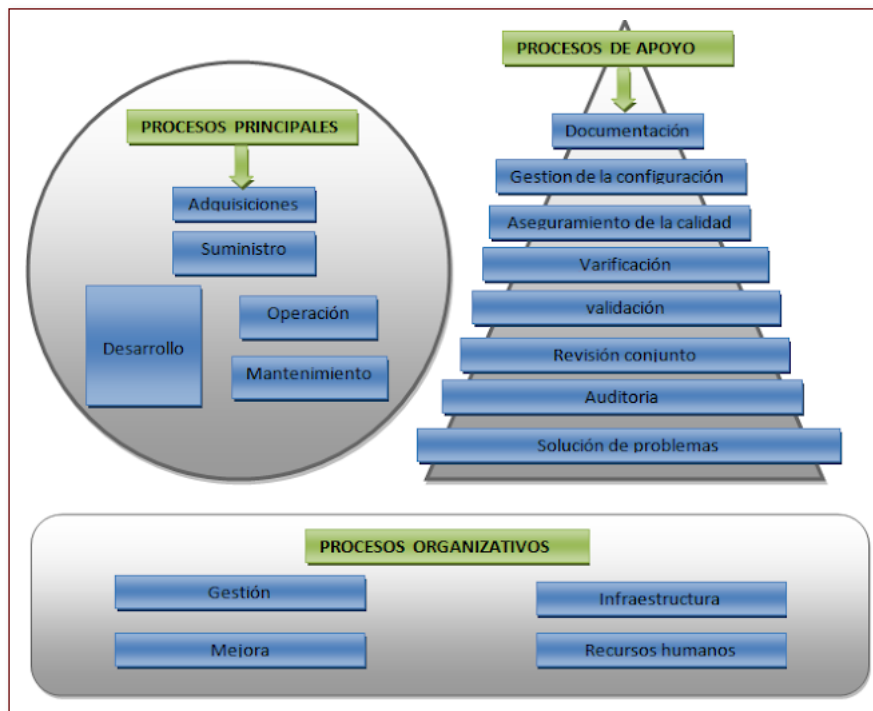 PROCESOS PRINCIPALES
Adquisiciones
Suministro
Desarrollo
Operación
Mantenimiento
PROCESOS DE APOYO
Documentación
Gestion de la configuración
Aseguramiento de la calidad
Varificación
validación
Revisión conjunto
Auditoria
Solución de problemas
PROCESOS ORGANIZATIVOS
Gestión
Infraestructura
Mejora
Recursos humanos